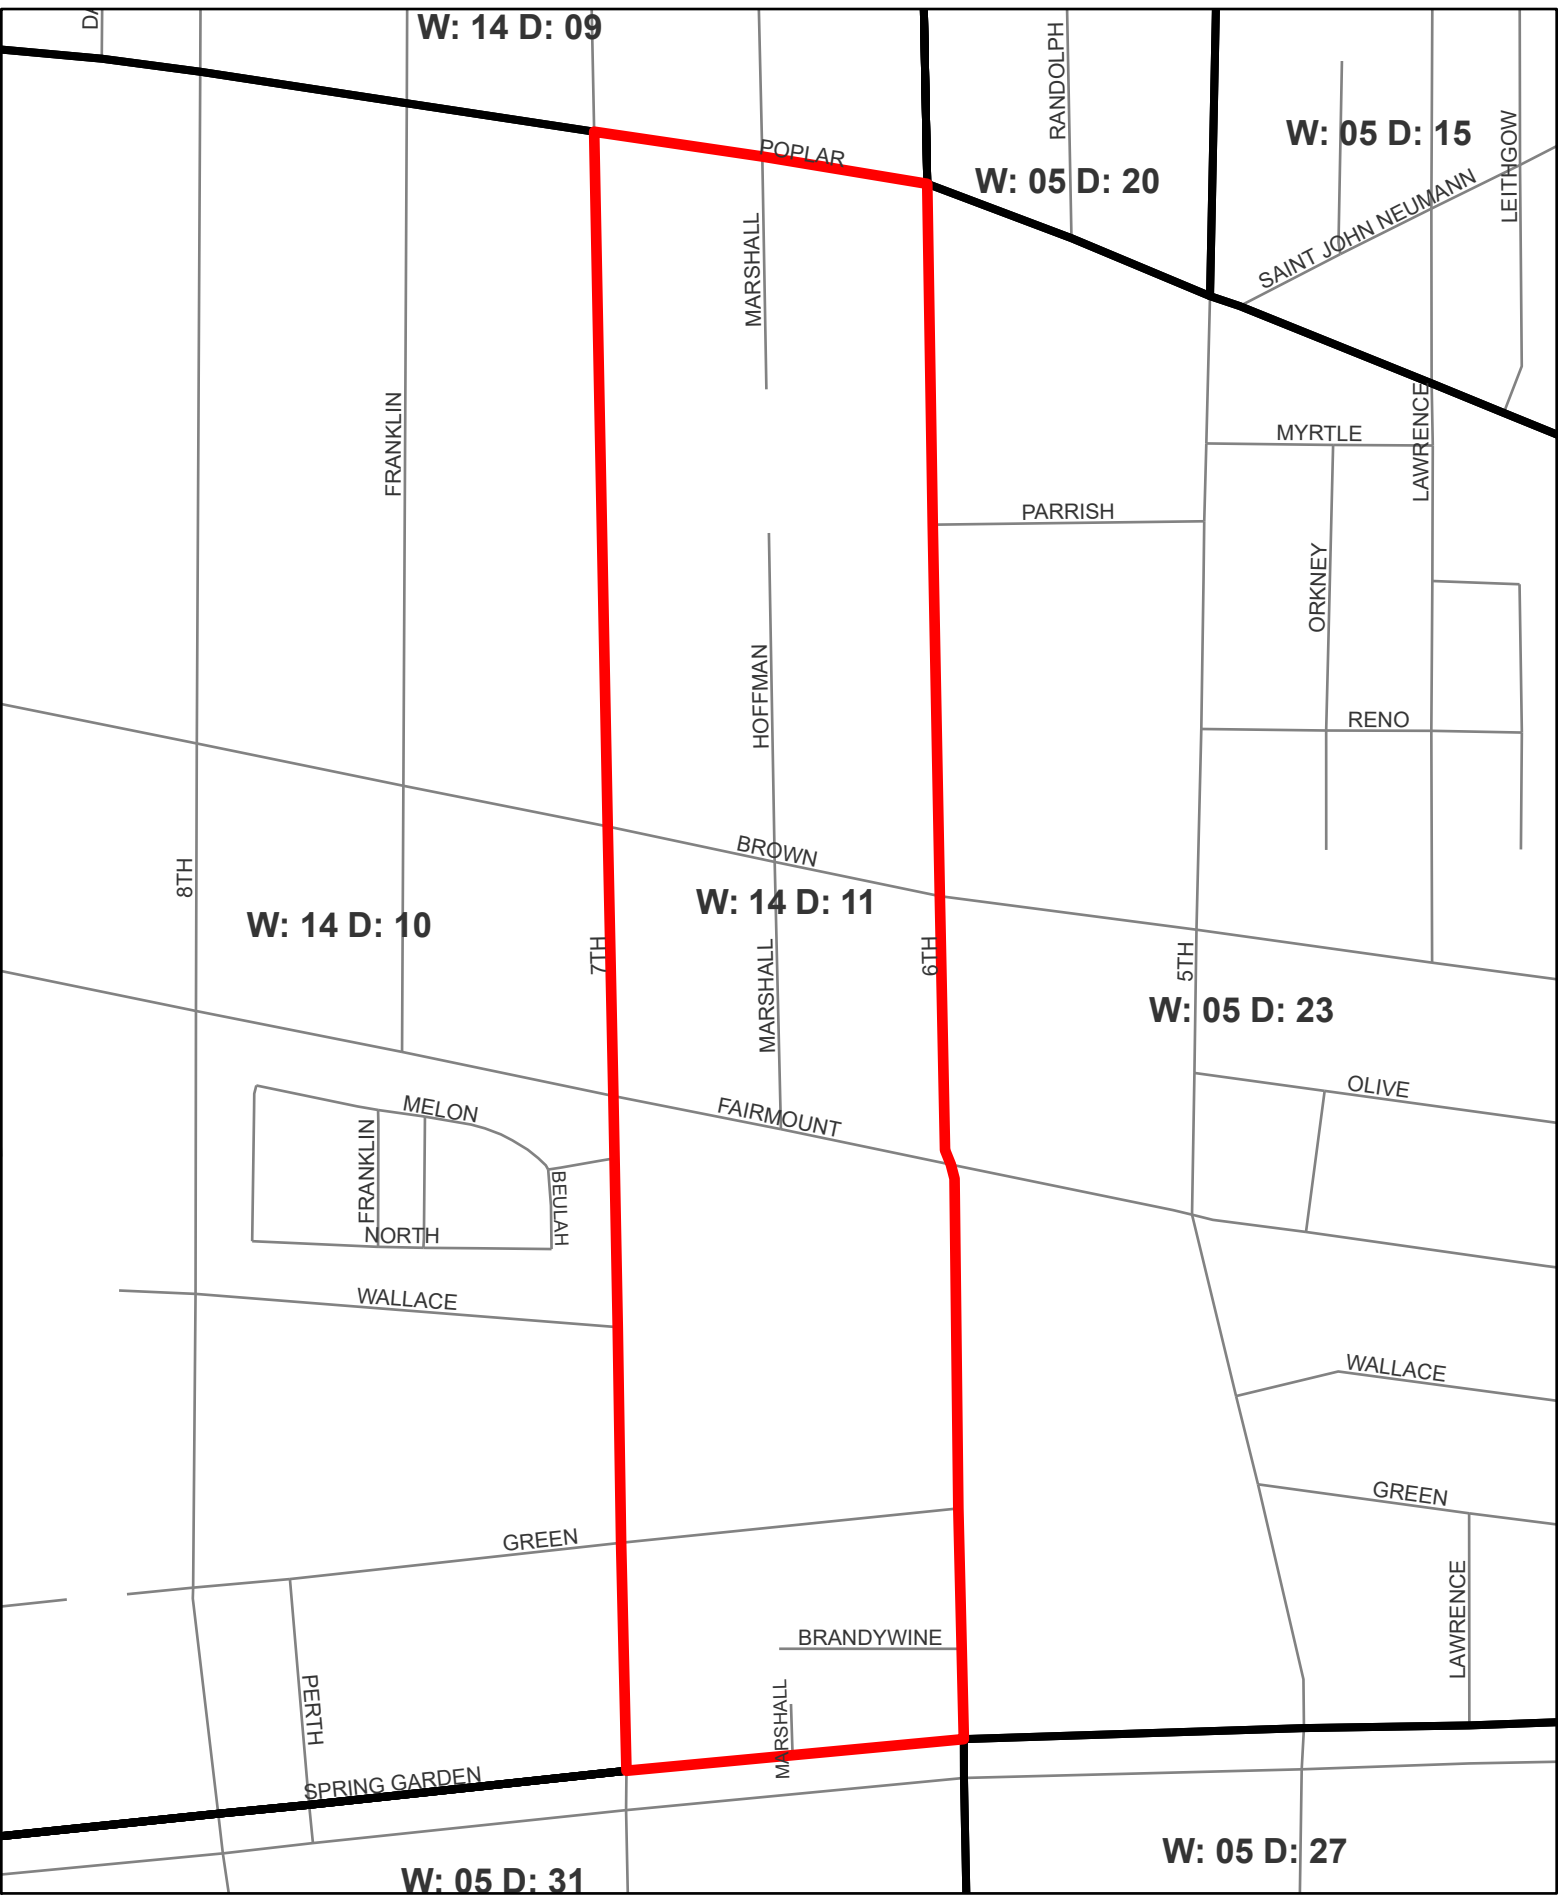 W: 14 D: 09
RANDOLPH
W: 05 D: 15
LEITHGOW
POPLAR
W: 05 D: 20
SAINT JOHN NEUMANN
MARSHALL
FRANKLIN
MYRTLE
LAWRENCE
PARRISH
ORKNEY
HOFFMAN
RENO
BROWN
8TH
W: 14 D: 10
W: 14 D: 11
7TH
MARSHALL
6TH
5TH
W: 05 D: 23
MELON
FAIRMOUNT
OLIVE
FRANKLIN
BEULAH
NORTH
WALLACE
WALLACE
GREEN
GREEN
BRANDYWINE
LAWRENCE
PERTH
MARSHALL
SPRING GARDEN
W: 05 D: 31
W: 05 D: 27